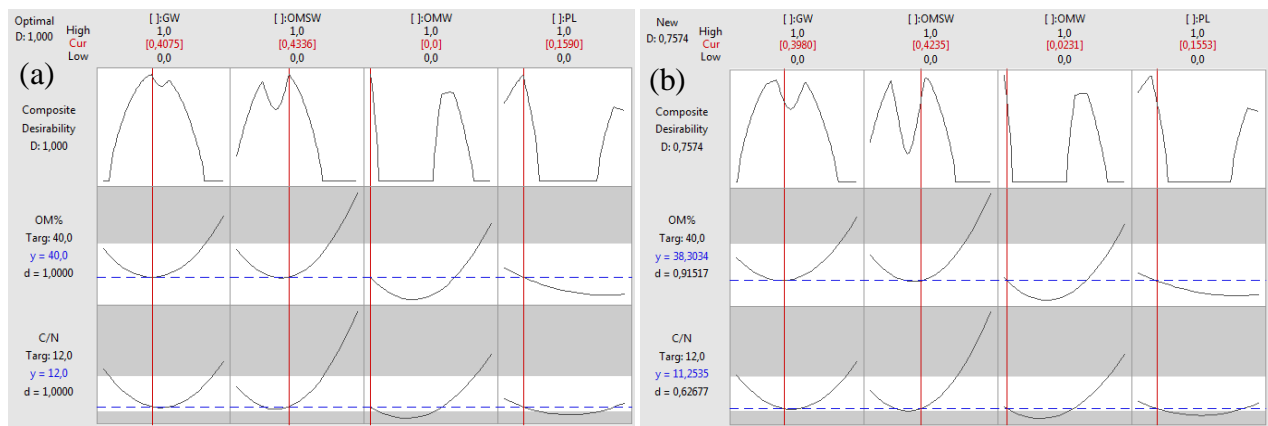 Optimal
D: 1,000
High
Cur
Low
[ ]:GW
1,0
[0,4075]
0,0
[ ]:OMSW
1,0
[0,4336]
0,0
[ ]:OMW
1,0
[0,0]
0,0
[ ]:PL
1,0
[0,1590]
0,0
(a)
Composite
Desirability
D: 1,000
OM%
Targ: 40,0
y = 40,0
d = 1,0000
C/N
Targ: 12,0
y = 12,0
d = 1,0000
New
D: 0,7574
High
Cur
Low
[ ]:GW
1,0
[0,3980]
0,0
[ ]:OMSW
1,0
[0,4235]
0,0
[ ]:OMW
1,0
[0,0231]
0,0
[ ]:PL
1,0
[0,1553]
0,0
(b)
Composite
Desirability
D: 0,7574
OM%
Targ: 40,0
y = 38,3034
d = 0,91517
C/N
Targ: 12,0
y = 11,2535
d = 0,62677